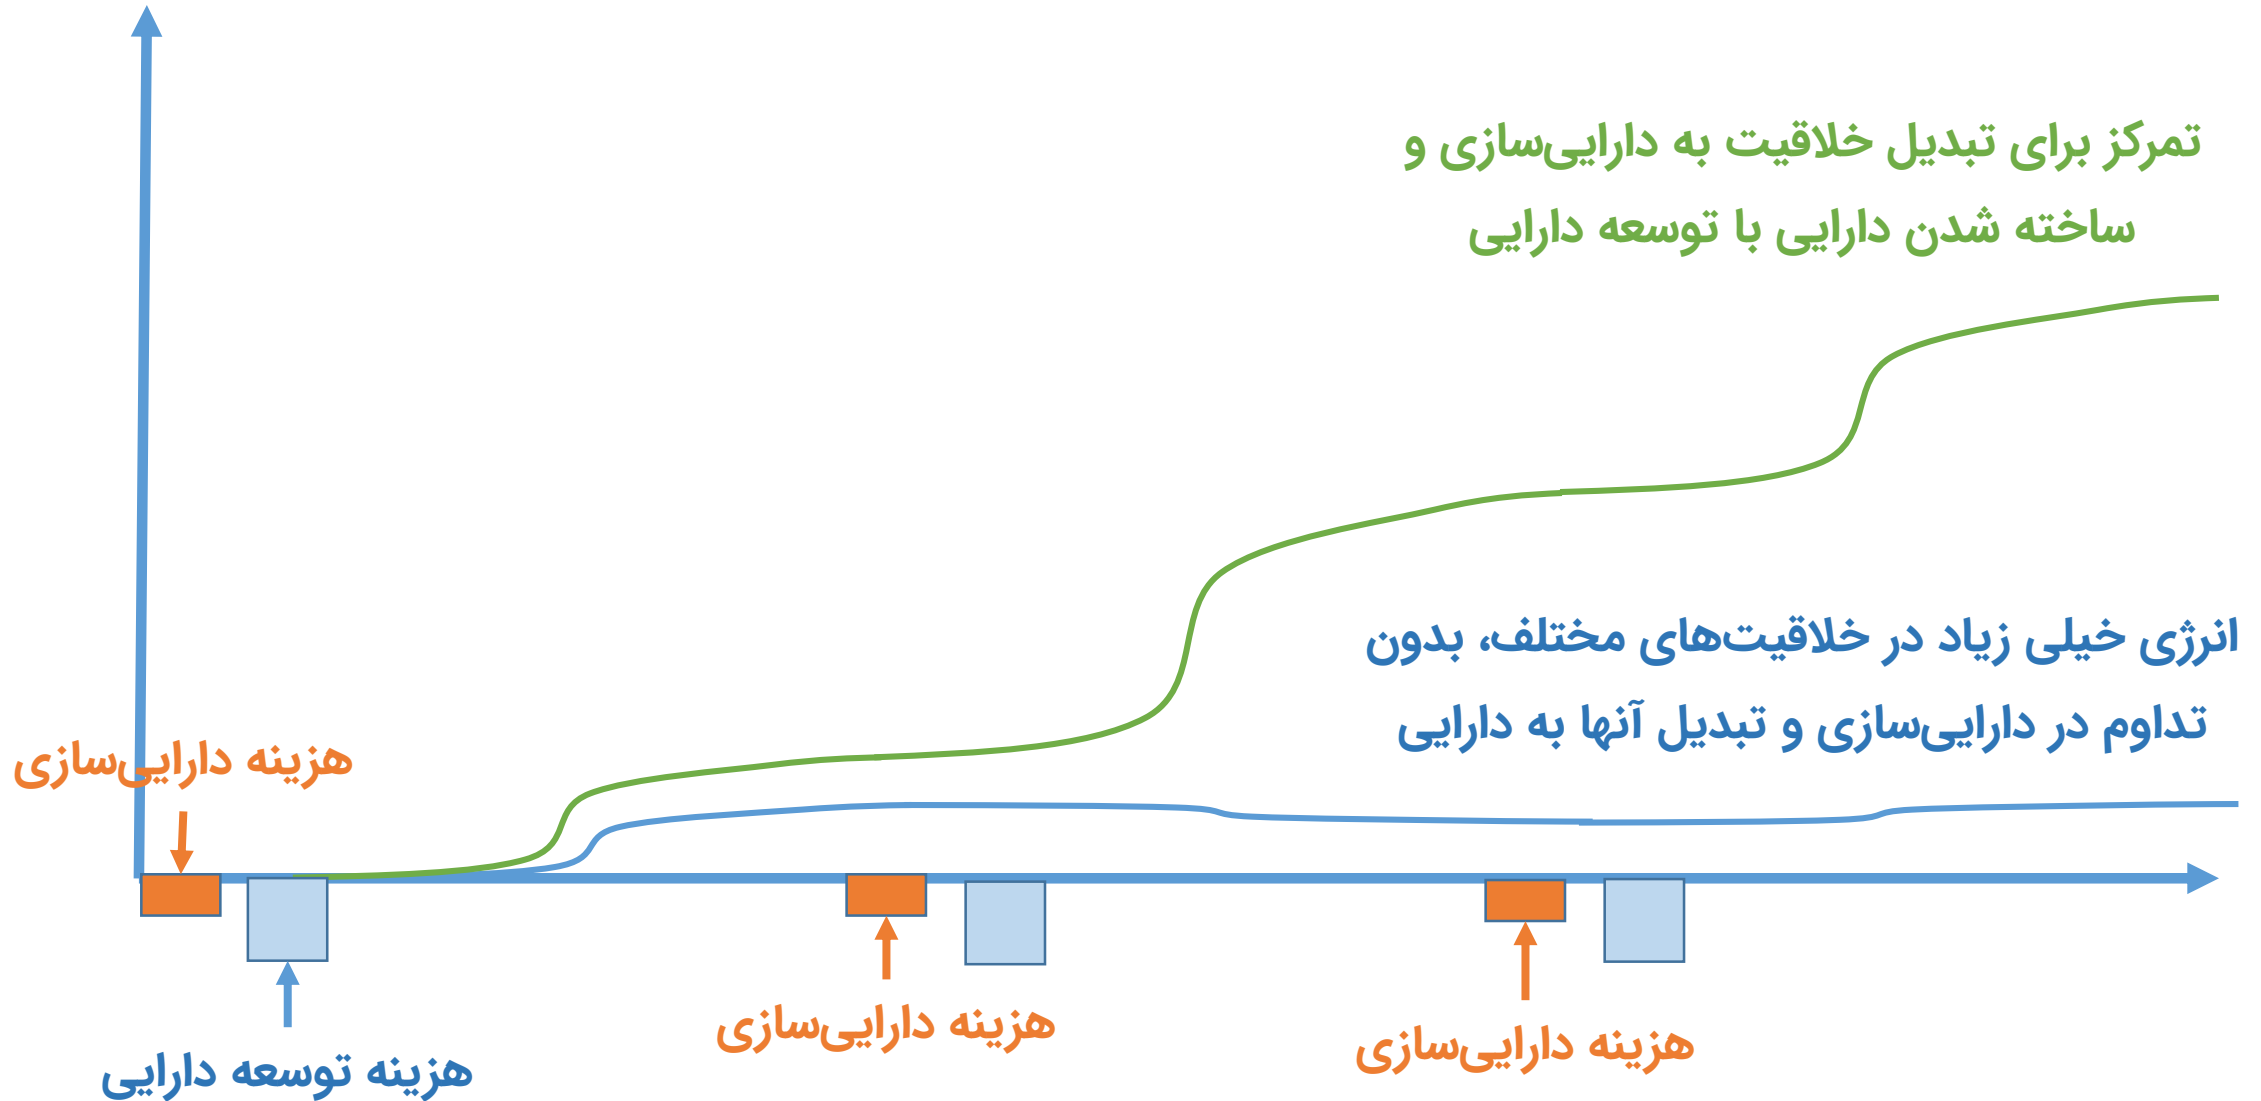 تمرکز برای تبدیل خلاقیت به دارایی‌سازی و
ساخته شدن دارایی با توسعه دارایی
انرژی خیلی زیاد در خلاقیت‌های مختلف، بدون
تداوم در دارایی‌سازی و تبدیل آنها به دارایی
هزینه دارایی‌سازی
هزینه دارایی‌سازی
هزینه دارایی‌سازی
هزینه توسعه دارایی